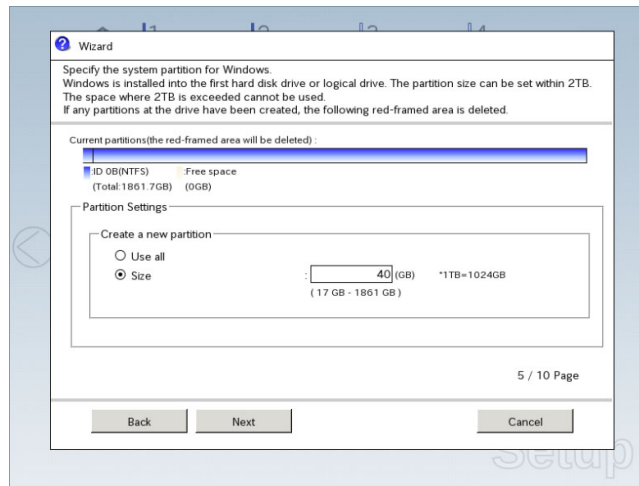 1 2 3 4
Wizard
Specify the system partition for Windows.
Windows is installed into the first hard disk drive or logical drive. The partition size can be set within 2TB.
The space where 2TB is exceeded cannot be used.
If any partitions at the drive have been created, the following red-framed area is deleted.
Current partitions(the red-framed area will be deleted) :
:ID 0B(NTFS) :Free space
(Total:1861.7GB) (0GB)
Partition Settings
Create a new partition
Use all
Size : 40 (GB) *1TB=1024GB
( 17 GB - 1861 GB )
5 / 10 Page
Back Next Cancel
Setup